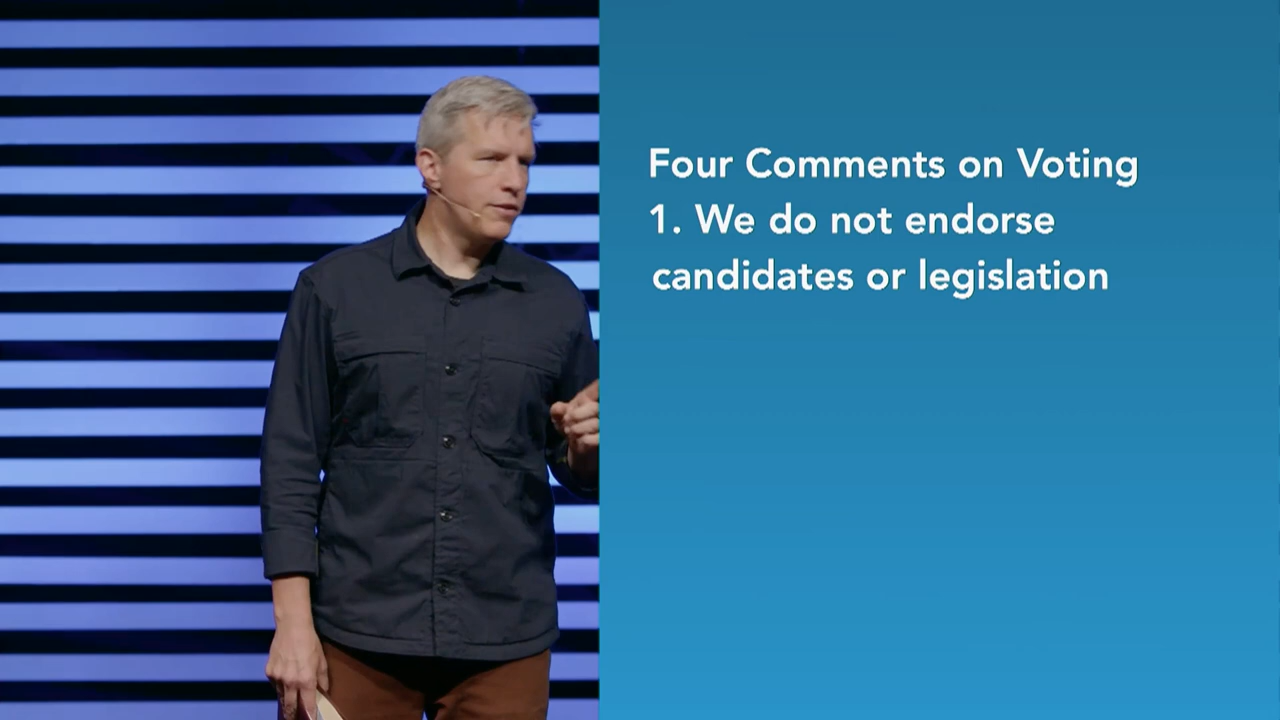 Four Comments on Voting
1. We do not endorse
candidates or legislation